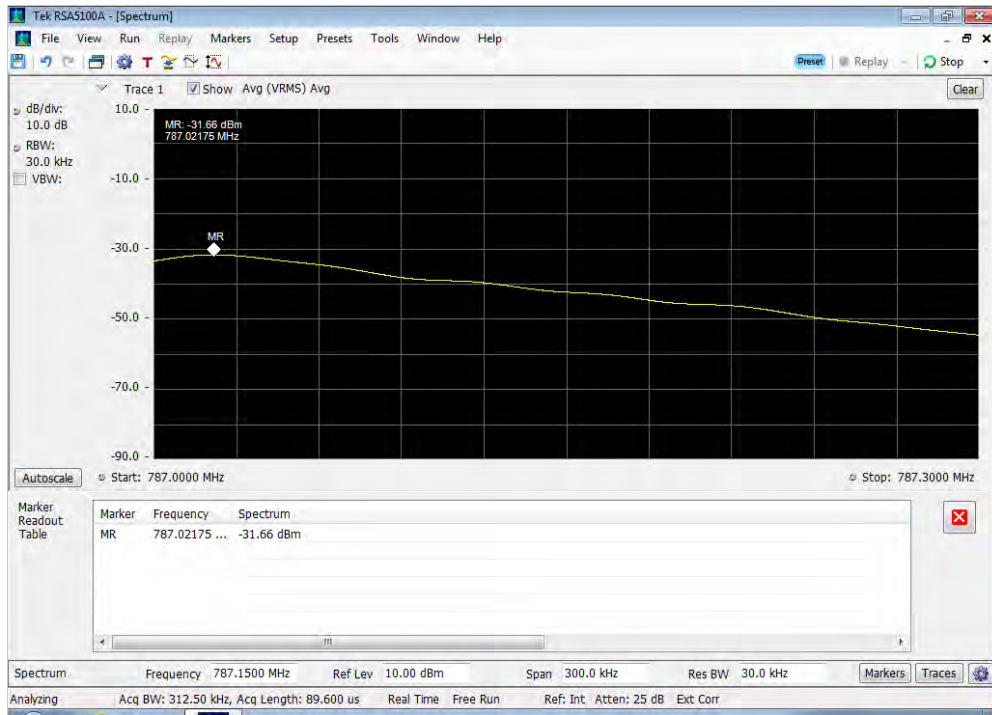 Tek RSA5100A - [Spectrum]
File View Run Replay Markers Setup Presets Tools Window Help
T Preset Replay Stop
Trace 1 Show Avg (VRMS) Avg Clear
dB/div:
10.0 dB
RBW:
30.0 kHz
VBW:
10.0
-10.0
-30.0
-50.0
-70.0
-90.0
MR: -31.66 dBm
787.02175 MHz
MR
Autoscale Start: 787.0000 MHz Stop: 787.3000 MHz
Marker
Readout
Table
Marker Frequency Spectrum
MR 787.02175 ... -31.66 dBm
Spectrum Frequency 787.1500 MHz Ref Lev 10.00 dBm Span 300.0 kHz Res BW 30.0 kHz Markers Traces
Analyzing Acq BW: 312.50 kHz, Acq Length: 89.600 us Real Time Free Run Ref: Int Atten: 25 dB Ext Corr